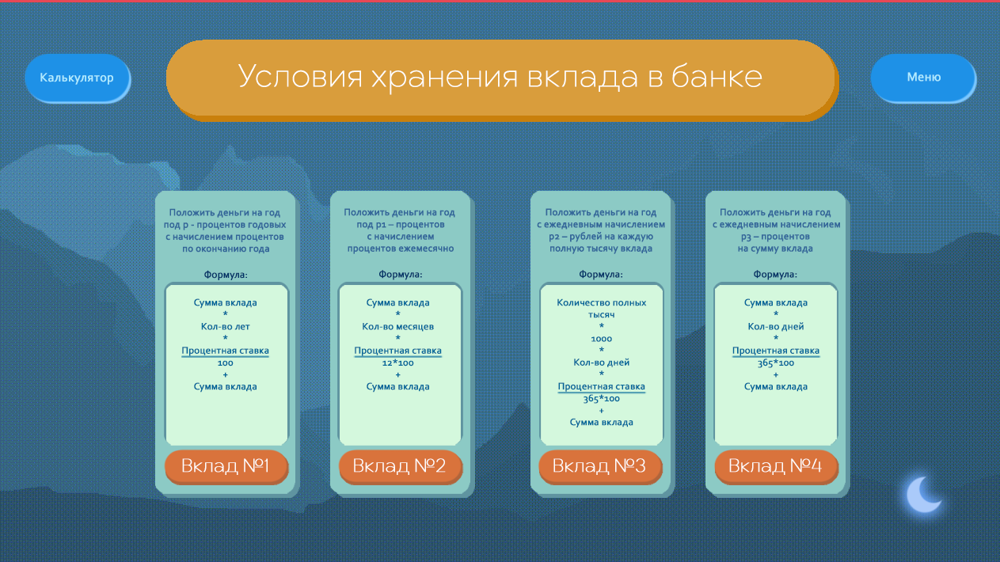 Калькулятор
Условия хранения вклада в банке
Меню
Положить деньги на год
под p - процентов годовых
с начислением процентов
по окончанию года
Формула:
Сумма вклада
*
Кол-во лет
*
Процентная ставка
100
+
Сумма вклада
Вклад №1
Положить деньги на год
под p1 – процентов
с начислением
процентов ежемесячно
Формула:
Сумма вклада
*
Кол-во месяцев
*
Процентная ставка
12*100
+
Сумма вклада
Вклад №2
Положить деньги на год
с ежедневным начислением
p2 – рублей на каждую
полную тысячу вклада
Формула:
Количество полных
тысяч
*
1000
*
Кол-во дней
*
Процентная ставка
365*100
+
Сумма вклада
Вклад №3
Положить деньги на год
с ежедневным начислением
p3 – процентов
на сумму вклада
Формула:
Сумма вклада
*
Кол-во дней
*
Процентная ставка
365*100
+
Сумма вклада
Вклад №4